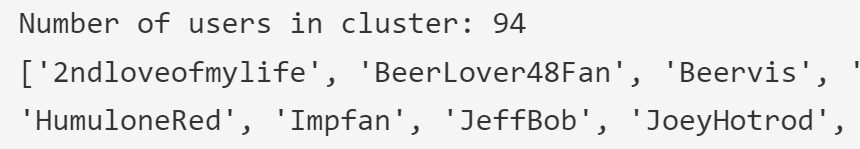 Number of users in cluster: 94
['2ndloveofmylife', 'BeerLover48Fan', 'Beervis', '
'HumuloneRed', 'Impfan', 'JeffBob', 'JoeyHotrod',